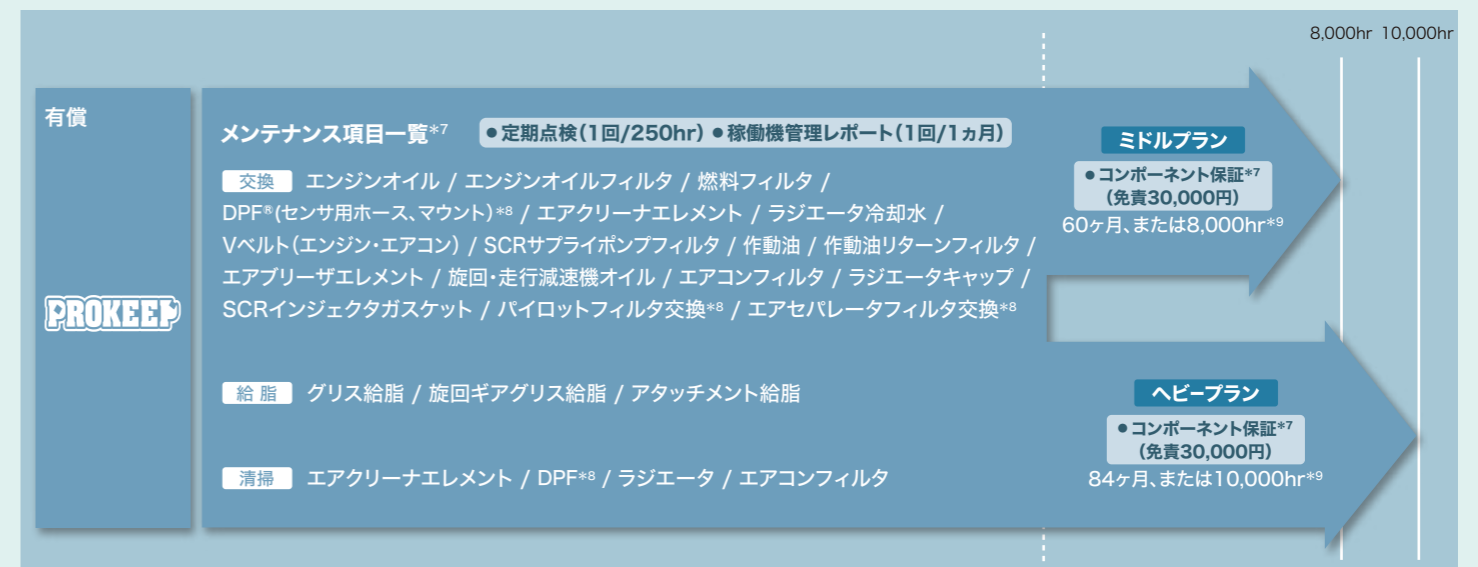 8,000hr 10,000hr
有償
メンテナンス項目一覧*7 ●定期点検(1回/250hr) ●稼働機管理レポート(1回/1ヵ月)
交換 エンジンオイル / エンジンオイルフィルタ / 燃料フィルタ /
DPF®(センサ用ホース、マウント)*8 / エアクリーナエレメント / ラジエータ冷却水 /
Vベルト(エンジン・エアコン) / SCRサプライポンプフィルタ / 作動油 / 作動油リターンフィルタ /
エアブリーザエレメント / 旋回・走行減速機オイル / エアコンフィルタ / ラジエータキャップ /
SCRインジェクタガスケット / パイロットフィルタ交換*8 / エアセパレータフィルタ交換*8
PROKEEP
給脂 グリス給脂 / 旋回ギアグリス給脂 / アタッチメント給脂
清掃 エアクリーナエレメント / DPF*8 / ラジエータ / エアコンフィルタ
ミドルプラン
●コンポーネント保証*7
(免責30,000円)
60ヶ月、または8,000hr*9
ヘビープラン
●コンポーネント保証*7
(免責30,000円)
84ヶ月、または10,000hr*9